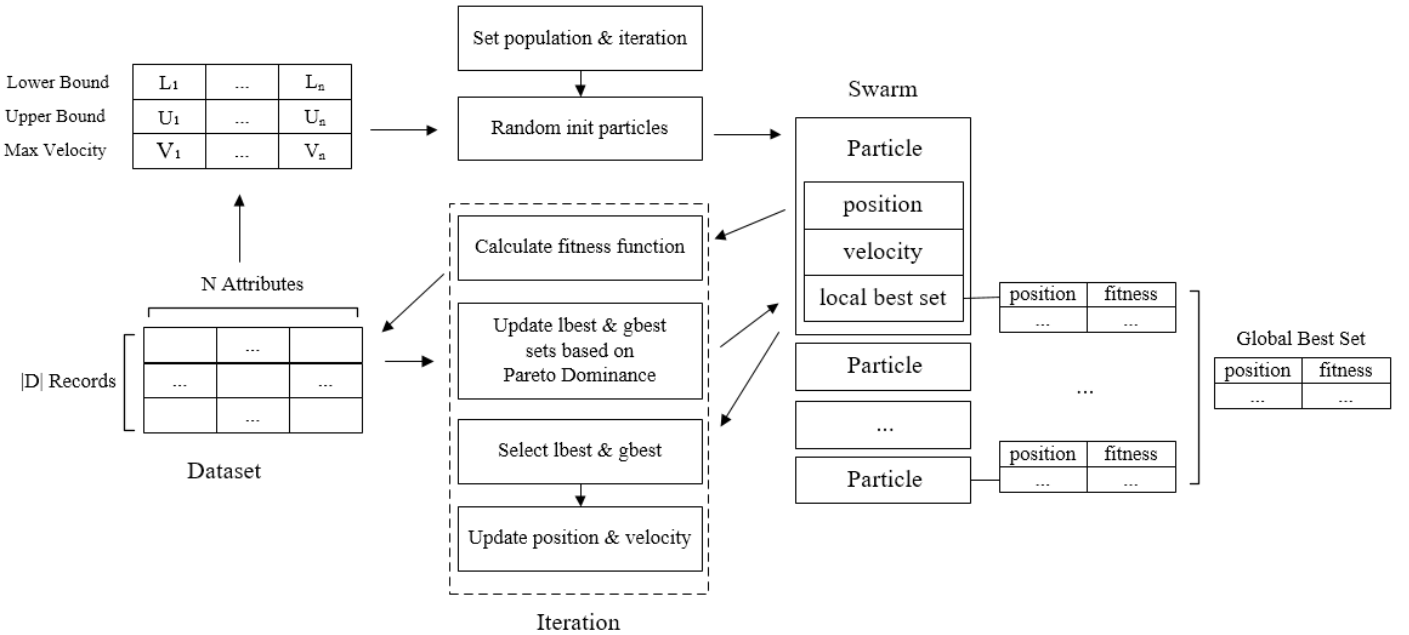 Set population & iteration
Lower Bound L1 ... Ln
Upper Bound U1 ... Un
Max Velocity V1 ... Vn
Random init particles
Swarm
Particle
position
velocity
local best set
Calculate fitness function
N Attributes
|D| Records
...
... ...
...
Dataset
Update lbest & gbest
sets based on
Pareto Dominance
Select lbest & gbest
Update position & velocity
Iteration
Particle
...
Particle
position fitness
... ...
...
position fitness
... ...
Global Best Set
position fitness
... ...